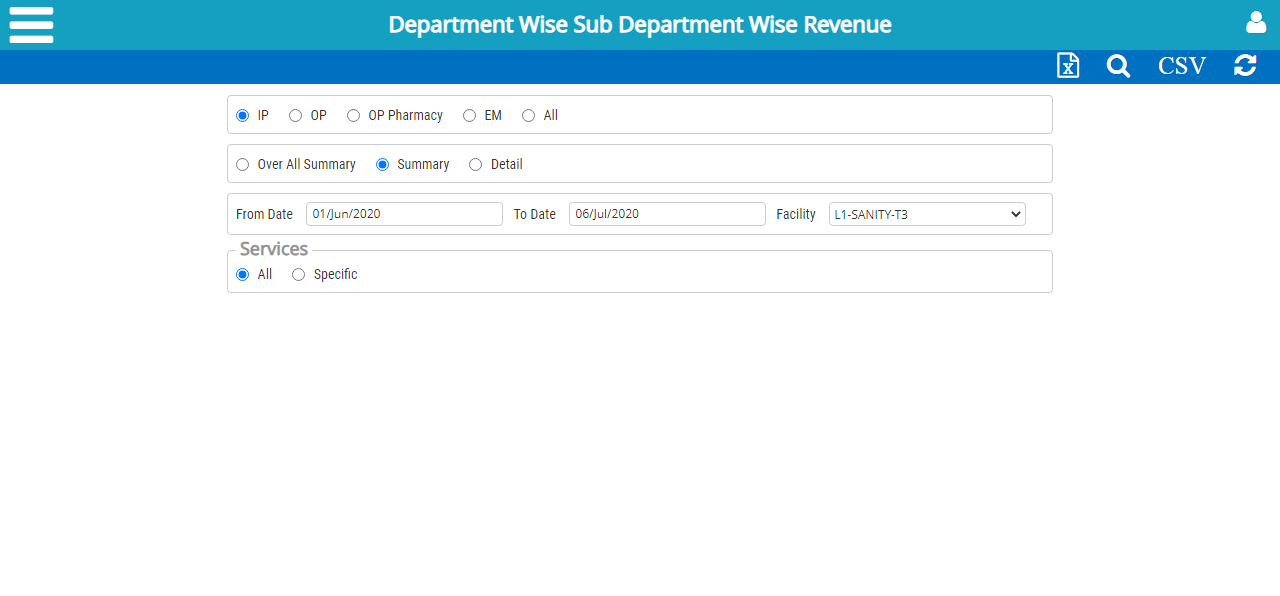 Department Wise Sub Department Wise Revenue
CSV
IP OP OP Pharmacy EM All
Over All Summary Summary Detail
From Date 01/Jun/2020 To Date 06/Jul/2020 Facility L1-SANITY-T3
Services
All Specific